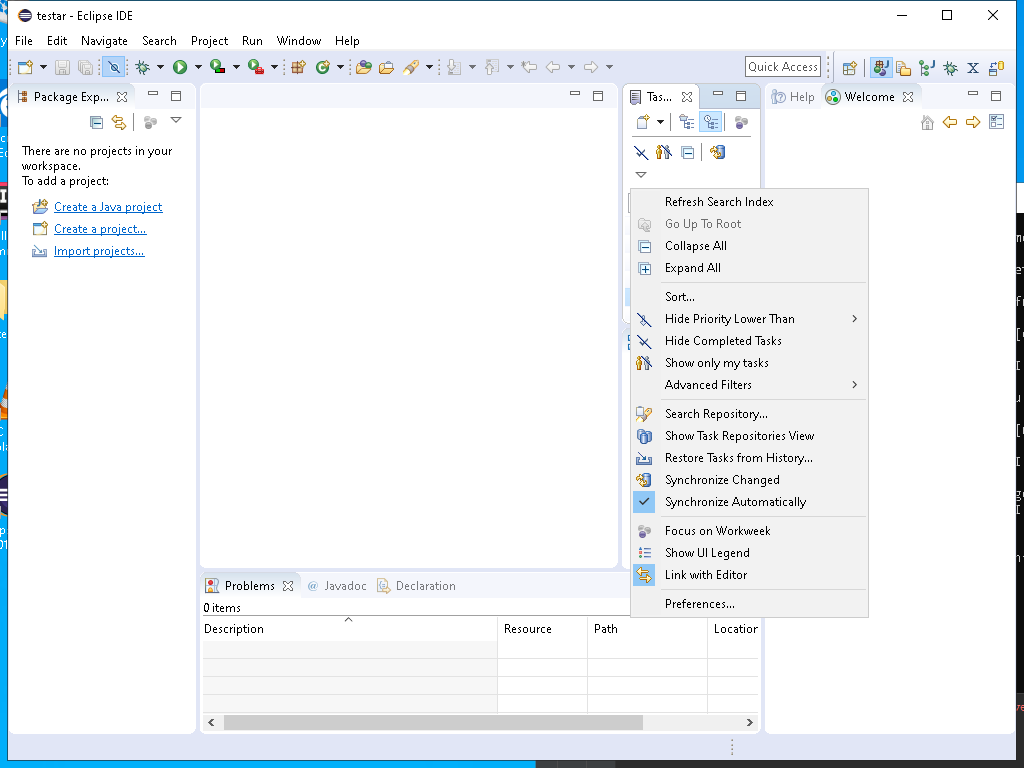 testar - Eclipse IDE
File Edit Navigate Search Project Run Window Help
Quick Access
Package Exp...
Tas...
Help
Welcome
There are no projects in your
workspace.
To add a project:
Create a Java project
Create a project...
Import projects...
Refresh Search Index
Go Up To Root
Collapse All
Expand All
Sort...
Hide Priority Lower Than
Hide Completed Tasks
Show only my tasks
Advanced Filters
Search Repository...
Show Task Repositories View
Restore Tasks from History...
Synchronize Changed
Synchronize Automatically
Focus on Workweek
Show UI Legend
Link with Editor
Preferences...
Problems
Javadoc
Declaration
0 items
Description Resource Path Location